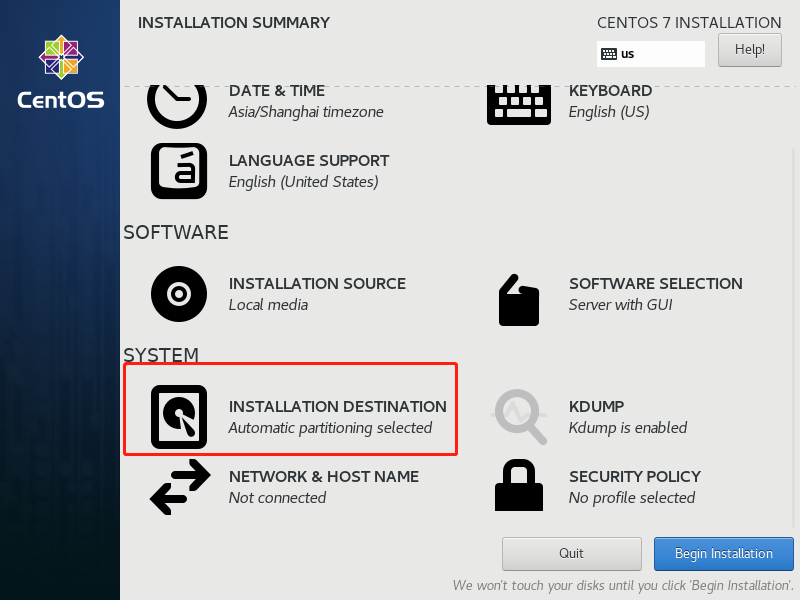 INSTALLATION SUMMARY
CENTOS 7 INSTALLATION
us
Help!
CentOS
DATE & TIME
Asia/Shanghai timezone
KEYBOARD
English (US)
á
LANGUAGE SUPPORT
English (United States)
SOFTWARE
INSTALLATION SOURCE
Local media
SOFTWARE SELECTION
Server with GUI
SYSTEM
INSTALLATION DESTINATION
Automatic partitioning selected
KDUMP
Kdump is enabled
NETWORK & HOST NAME
Not connected
SECURITY POLICY
No profile selected
Quit
Begin Installation
We won't touch your disks until you click 'Begin Installation'.